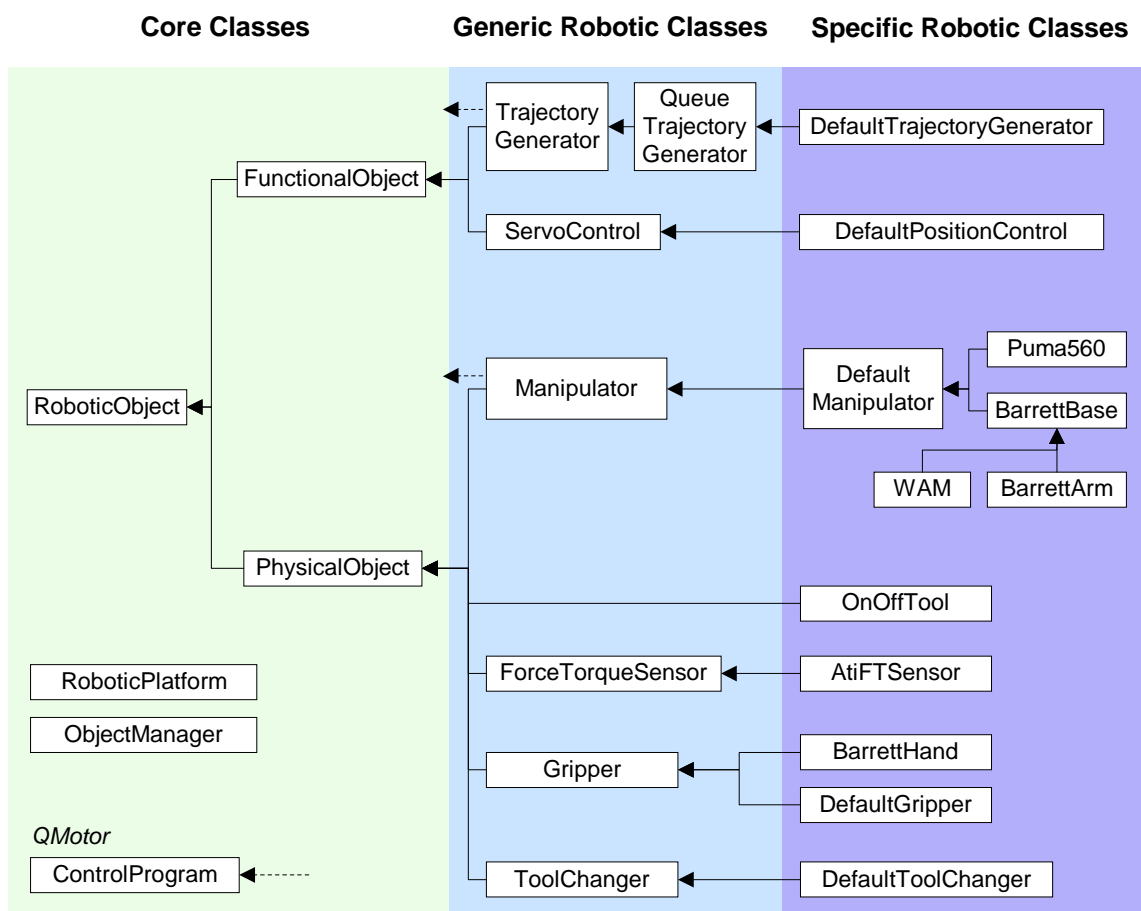 Core Classes
Generic Robotic Classes
Specific Robotic Classes
Trajectory
Generator
Queue
Trajectory
Generator
DefaultTrajectoryGenerator
FunctionalObject
ServoControl
DefaultPositionControl
Puma560
Manipulator
Default
Manipulator
RoboticObject
BarrettBase
WAM
BarrettArm
PhysicalObject
OnOffTool
ForceTorqueSensor
AtiFTSensor
RoboticPlatform
ObjectManager
BarrettHand
Gripper
DefaultGripper
QMotor
ControlProgram
ToolChanger
DefaultToolChanger